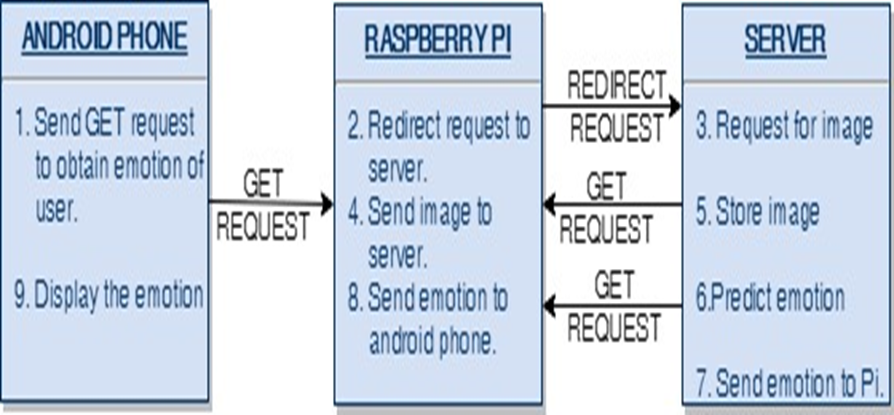 ANDROID PHONE
1. Send GET request
to obtain emotion of
user.
9. Display the emotion
GET
REQUEST
RASPBERRY PI
2. Redirect request to
server.
4. Send image to
server.
8. Send emotion to
android phone.
REDIRECT
REQUEST
GET
REQUEST
GET
REQUEST
SERVER
3. Request for image
5. Store image
6.Predict emotion
7. Send emotion to Pi.